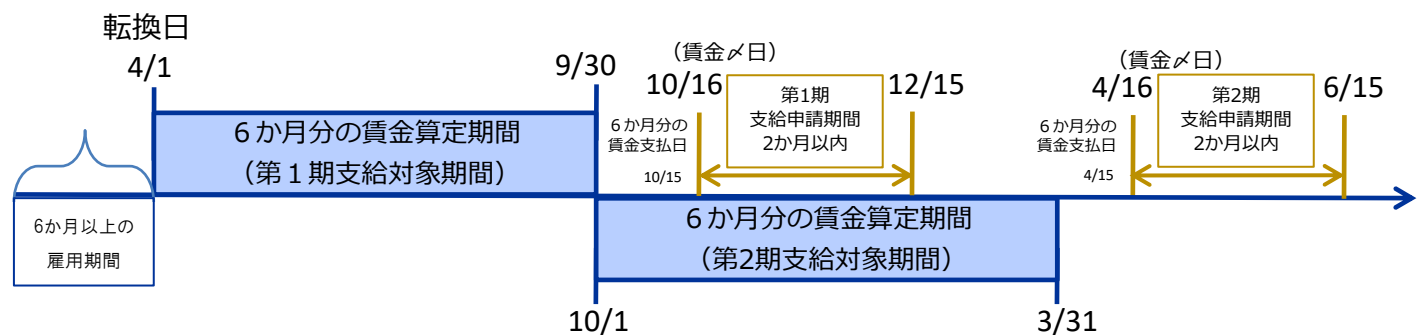 転換日
4/1
6か月以上の
雇用期間
6か月分の賃金算定期間
(第1期支給対象期間)
9/30
(賃金〆日)
10/16
6か月分の
賃金支払日
10/15
第1期
支給申請期間
2か月以内
12/15
10/1
6か月分の賃金算定期間
(第2期支給対象期間)
3/31
(賃金〆日)
4/16
6か月分の
賃金支払日
4/15
第2期
支給申請期間
2か月以内
6/15